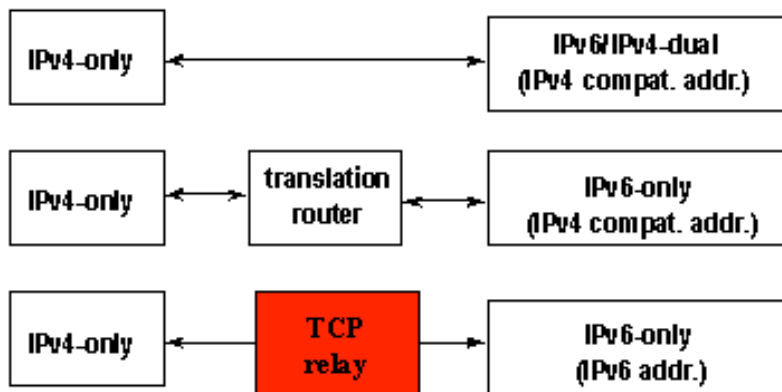 IPv4-only
IPv6/IPv4-dual
(IPv4 compat. addr.)
IPv4-only
translation
router
IPv6-only
(IPv4 compat. addr.)
IPv4-only
TCP
relay
IPv6-only
(IPv6 addr.)